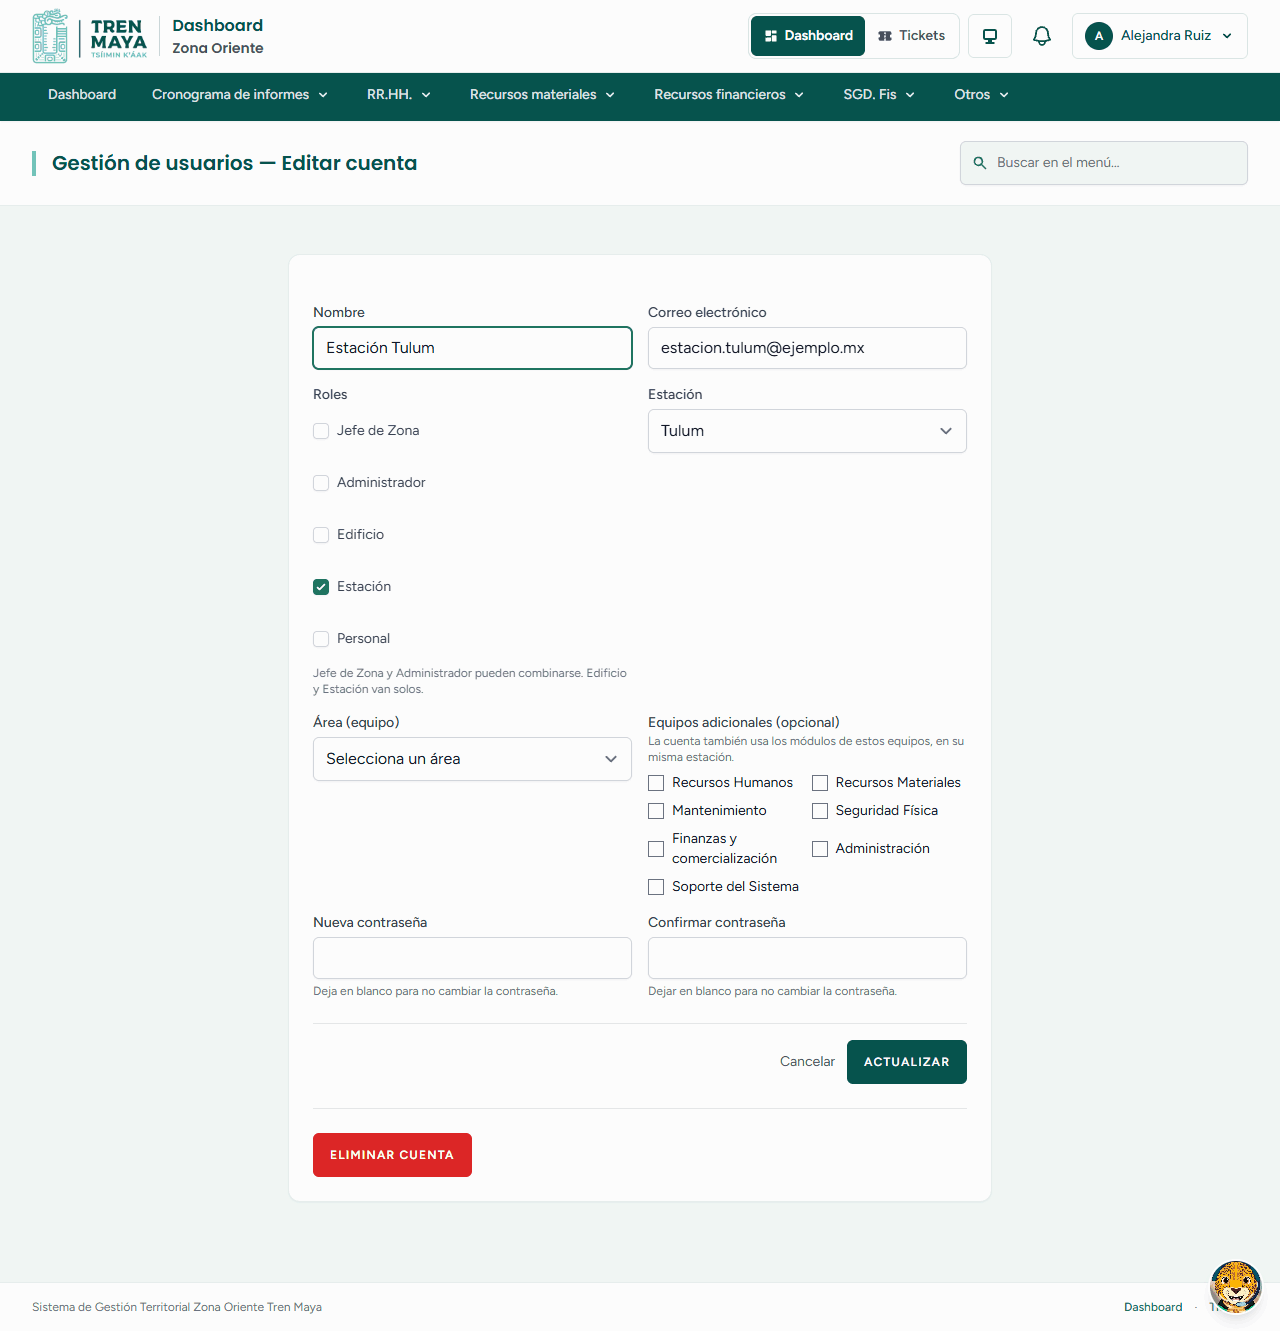 TREN
MAYA
TSÍIMIN K'ÁAK
Dashboard
Zona Oriente
Dashboard
Tickets
A
Alejandra Ruiz
Dashboard
Cronograma de informes
RR.HH.
Recursos materiales
Recursos financieros
SGD. Fis
Otros
Gestión de usuarios — Editar cuenta
Buscar en el menú...
Nombre
Correo electrónico
Estación Tulum
estacion.tulum@ejemplo.mx
Roles
Estación
Jefe de Zona
Tulum
Administrador
Edificio
Estación
Personal
Jefe de Zona y Administrador pueden combinarse. Edificio
y Estación van solos.
Área (equipo)
Equipos adicionales (opcional)
La cuenta también usa los módulos de estos equipos, en su
misma estación.
Selecciona un área
Recursos Humanos
Recursos Materiales
Mantenimiento
Seguridad Física
Finanzas y
comercialización
Administración
Soporte del Sistema
Nueva contraseña
Confirmar contraseña
Deja en blanco para no cambiar la contraseña.
Dejar en blanco para no cambiar la contraseña.
Cancelar
ACTUALIZAR
ELIMINAR CUENTA
Sistema de Gestión Territorial Zona Oriente Tren Maya
Dashboard ·